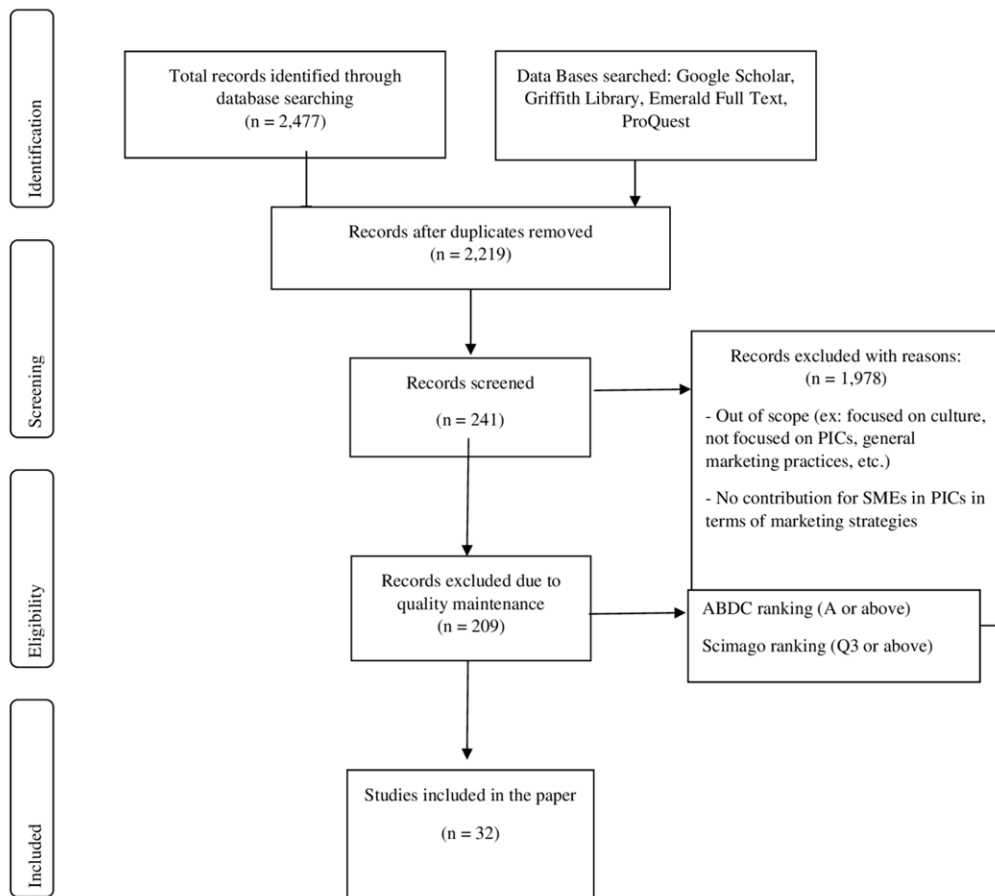 Identification
Total records identified through
database searching
(n = 2,477)
Data Bases searched: Google Scholar,
Griffith Library, Emerald Full Text,
ProQuest
Records after duplicates removed
(n = 2,219)
Screening
Records screened
(n = 241)
Records excluded with reasons:
(n = 1,978)
- Out of scope (ex: focused on culture,
not focused on PICs, general
marketing practices, etc.)
- No contribution for SMEs in PICs in
terms of marketing strategies
Eligibility
Records excluded due to
quality maintenance
(n = 209)
ABDC ranking (A or above)
Scimago ranking (Q3 or above)
Included
Studies included in the paper
(n = 32)